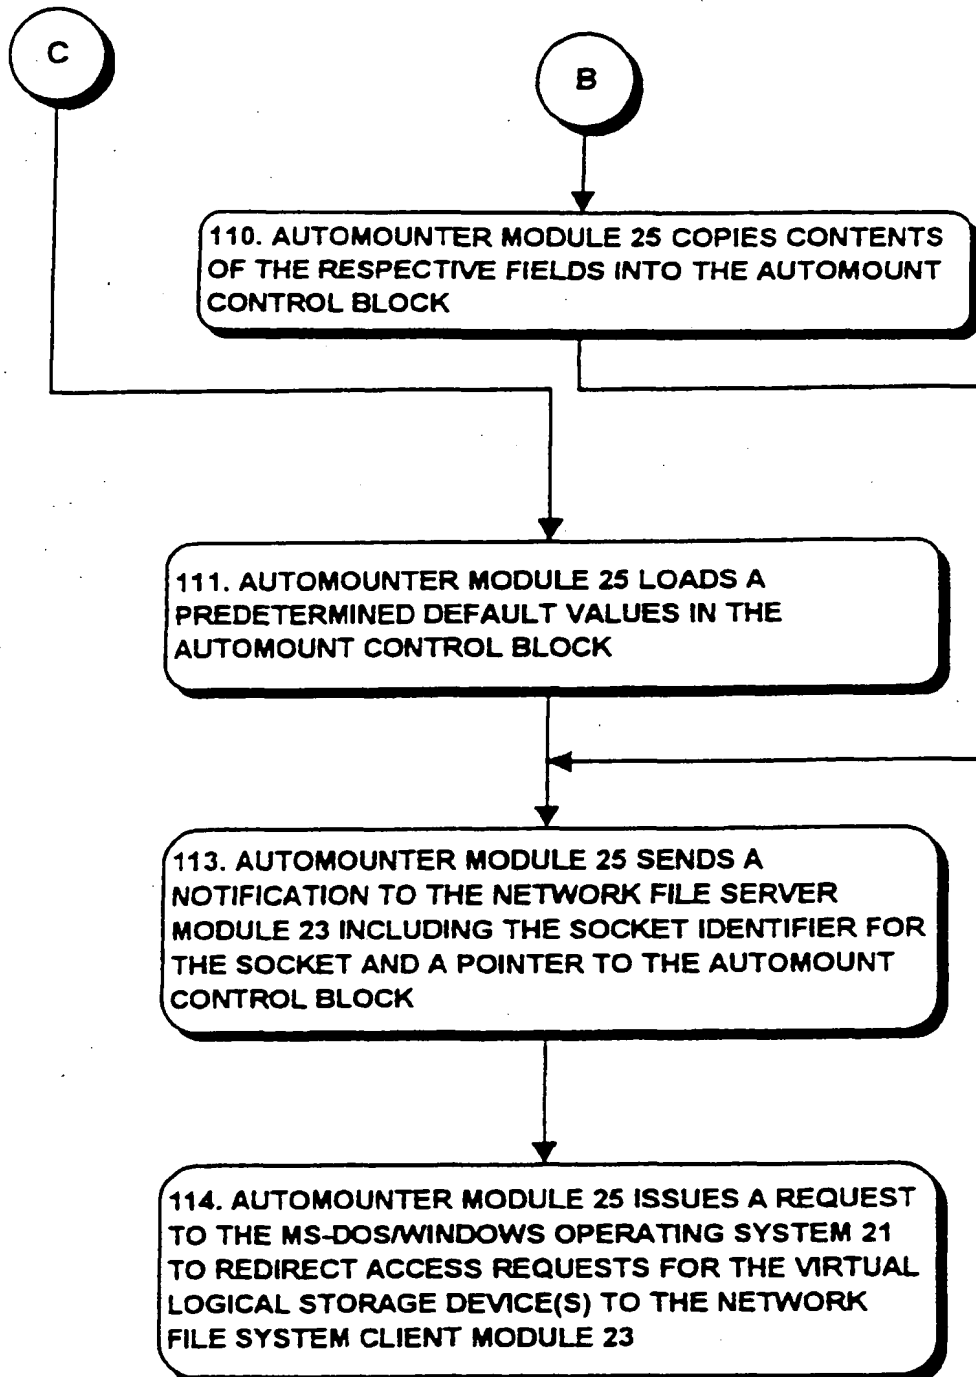 C
B
110. AUTOMOUNTER MODULE 25 COPIES CONTENTS
OF THE RESPECTIVE FIELDS INTO THE AUTOMOUNT
CONTROL BLOCK
111. AUTOMOUNTER MODULE 25 LOADS A
PREDETERMINED DEFAULT VALUES IN THE
AUTOMOUNT CONTROL BLOCK
113. AUTOMOUNTER MODULE 25 SENDS A
NOTIFICATION TO THE NETWORK FILE SERVER
MODULE 23 INCLUDING THE SOCKET IDENTIFIER FOR
THE SOCKET AND A POINTER TO THE AUTOMOUNT
CONTROL BLOCK
114. AUTOMOUNTER MODULE 25 ISSUES A REQUEST
TO THE MS-DOS/WINDOWS OPERATING SYSTEM 21
TO REDIRECT ACCESS REQUESTS FOR THE VIRTUAL
LOGICAL STORAGE DEVICE(S) TO THE NETWORK
FILE SYSTEM CLIENT MODULE 23